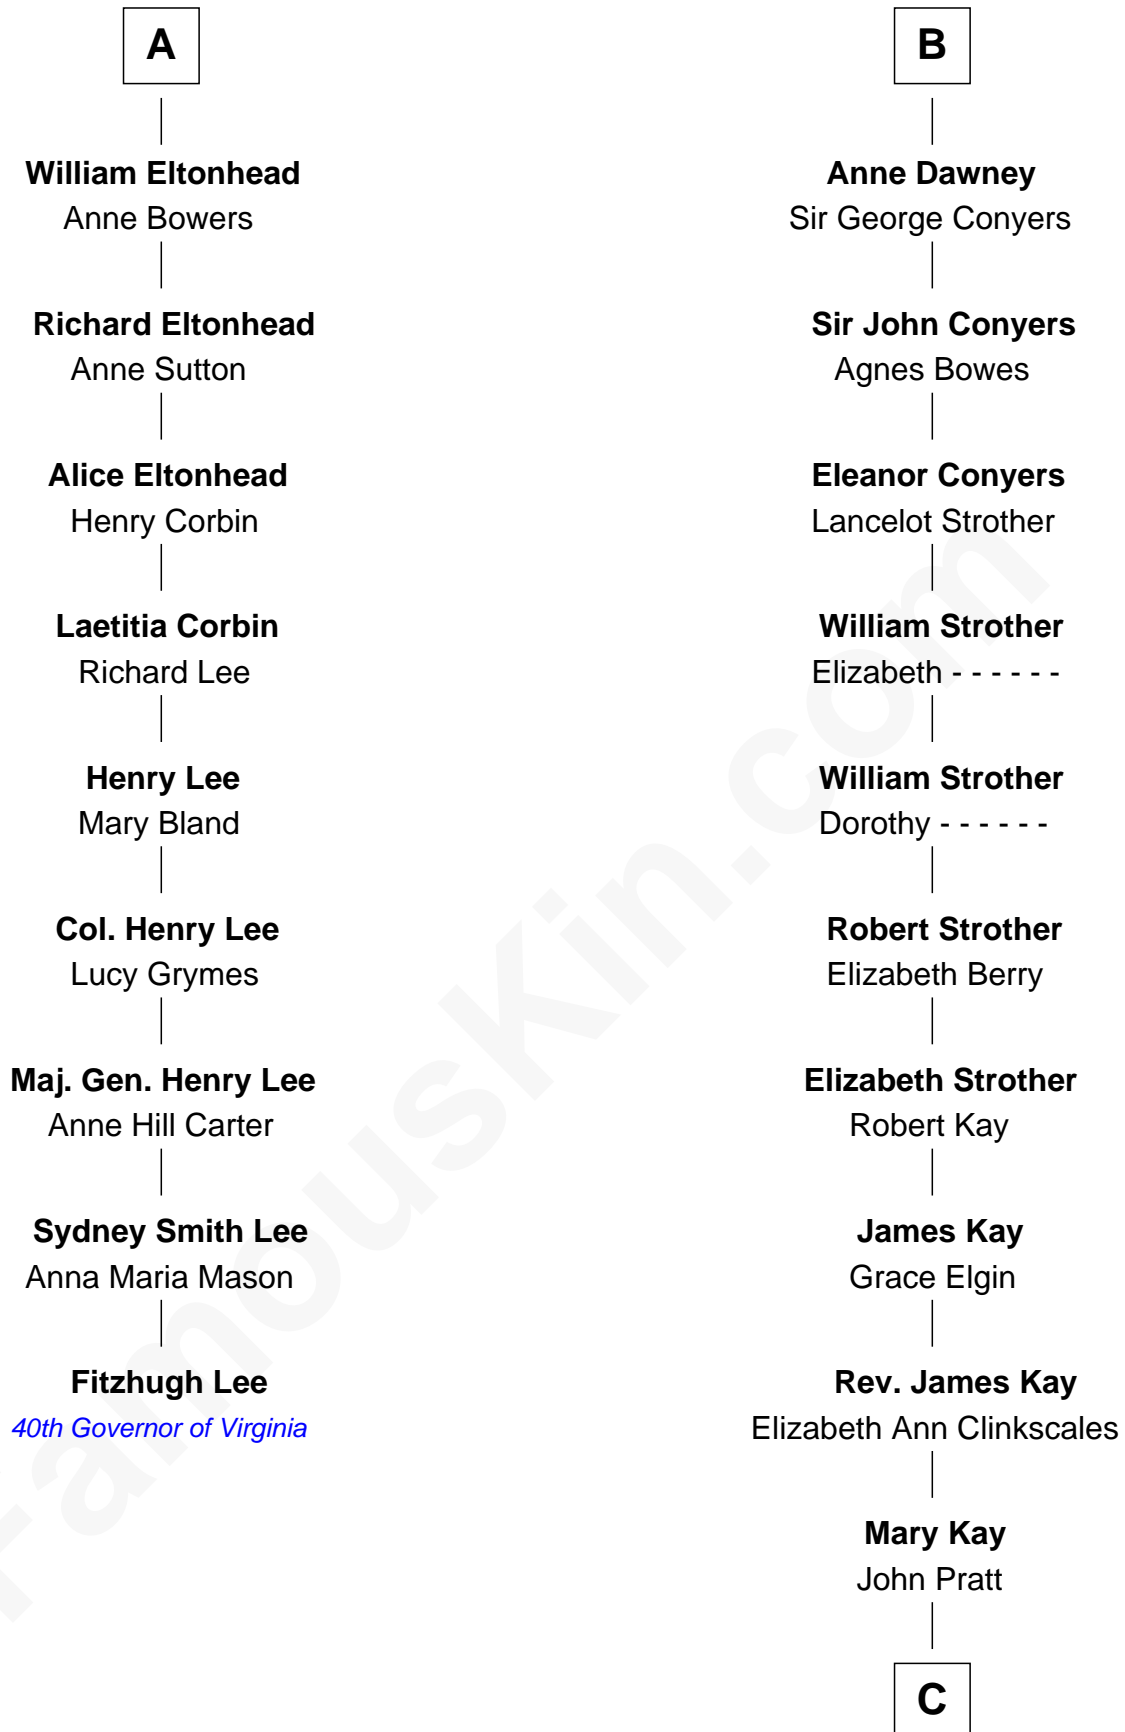 A
William Eltonhead
Anne Bowers
Richard Eltonhead
Anne Sutton
Alice Eltonhead
Henry Corbin
Laetitia Corbin
Richard Lee
Henry Lee
Mary Bland
Col. Henry Lee
Lucy Grymes
Maj. Gen. Henry Lee
Anne Hill Carter
Sydney Smith Lee
Anna Maria Mason
Fitzhugh Lee
40th Governor of Virginia
B
Anne Dawney
Sir George Conyers
Sir John Conyers
Agnes Bowes
Eleanor Conyers
Lancelot Strother
William Strother
Elizabeth - - - - - -
William Strother
Dorothy - - - - - -
Robert Strother
Elizabeth Berry
Elizabeth Strother
Robert Kay
James Kay
Grace Elgin
Rev. James Kay
Elizabeth Ann Clinkscales
Mary Kay
John Pratt
C
FamousKin.com